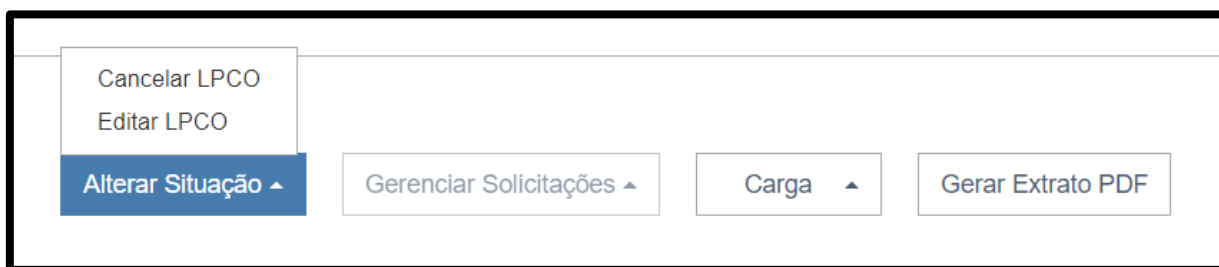 Cancelar LPCO
Editar LPCO
Alterar Situação Gerenciar Solicitações Carga Gerar Extrato PDF